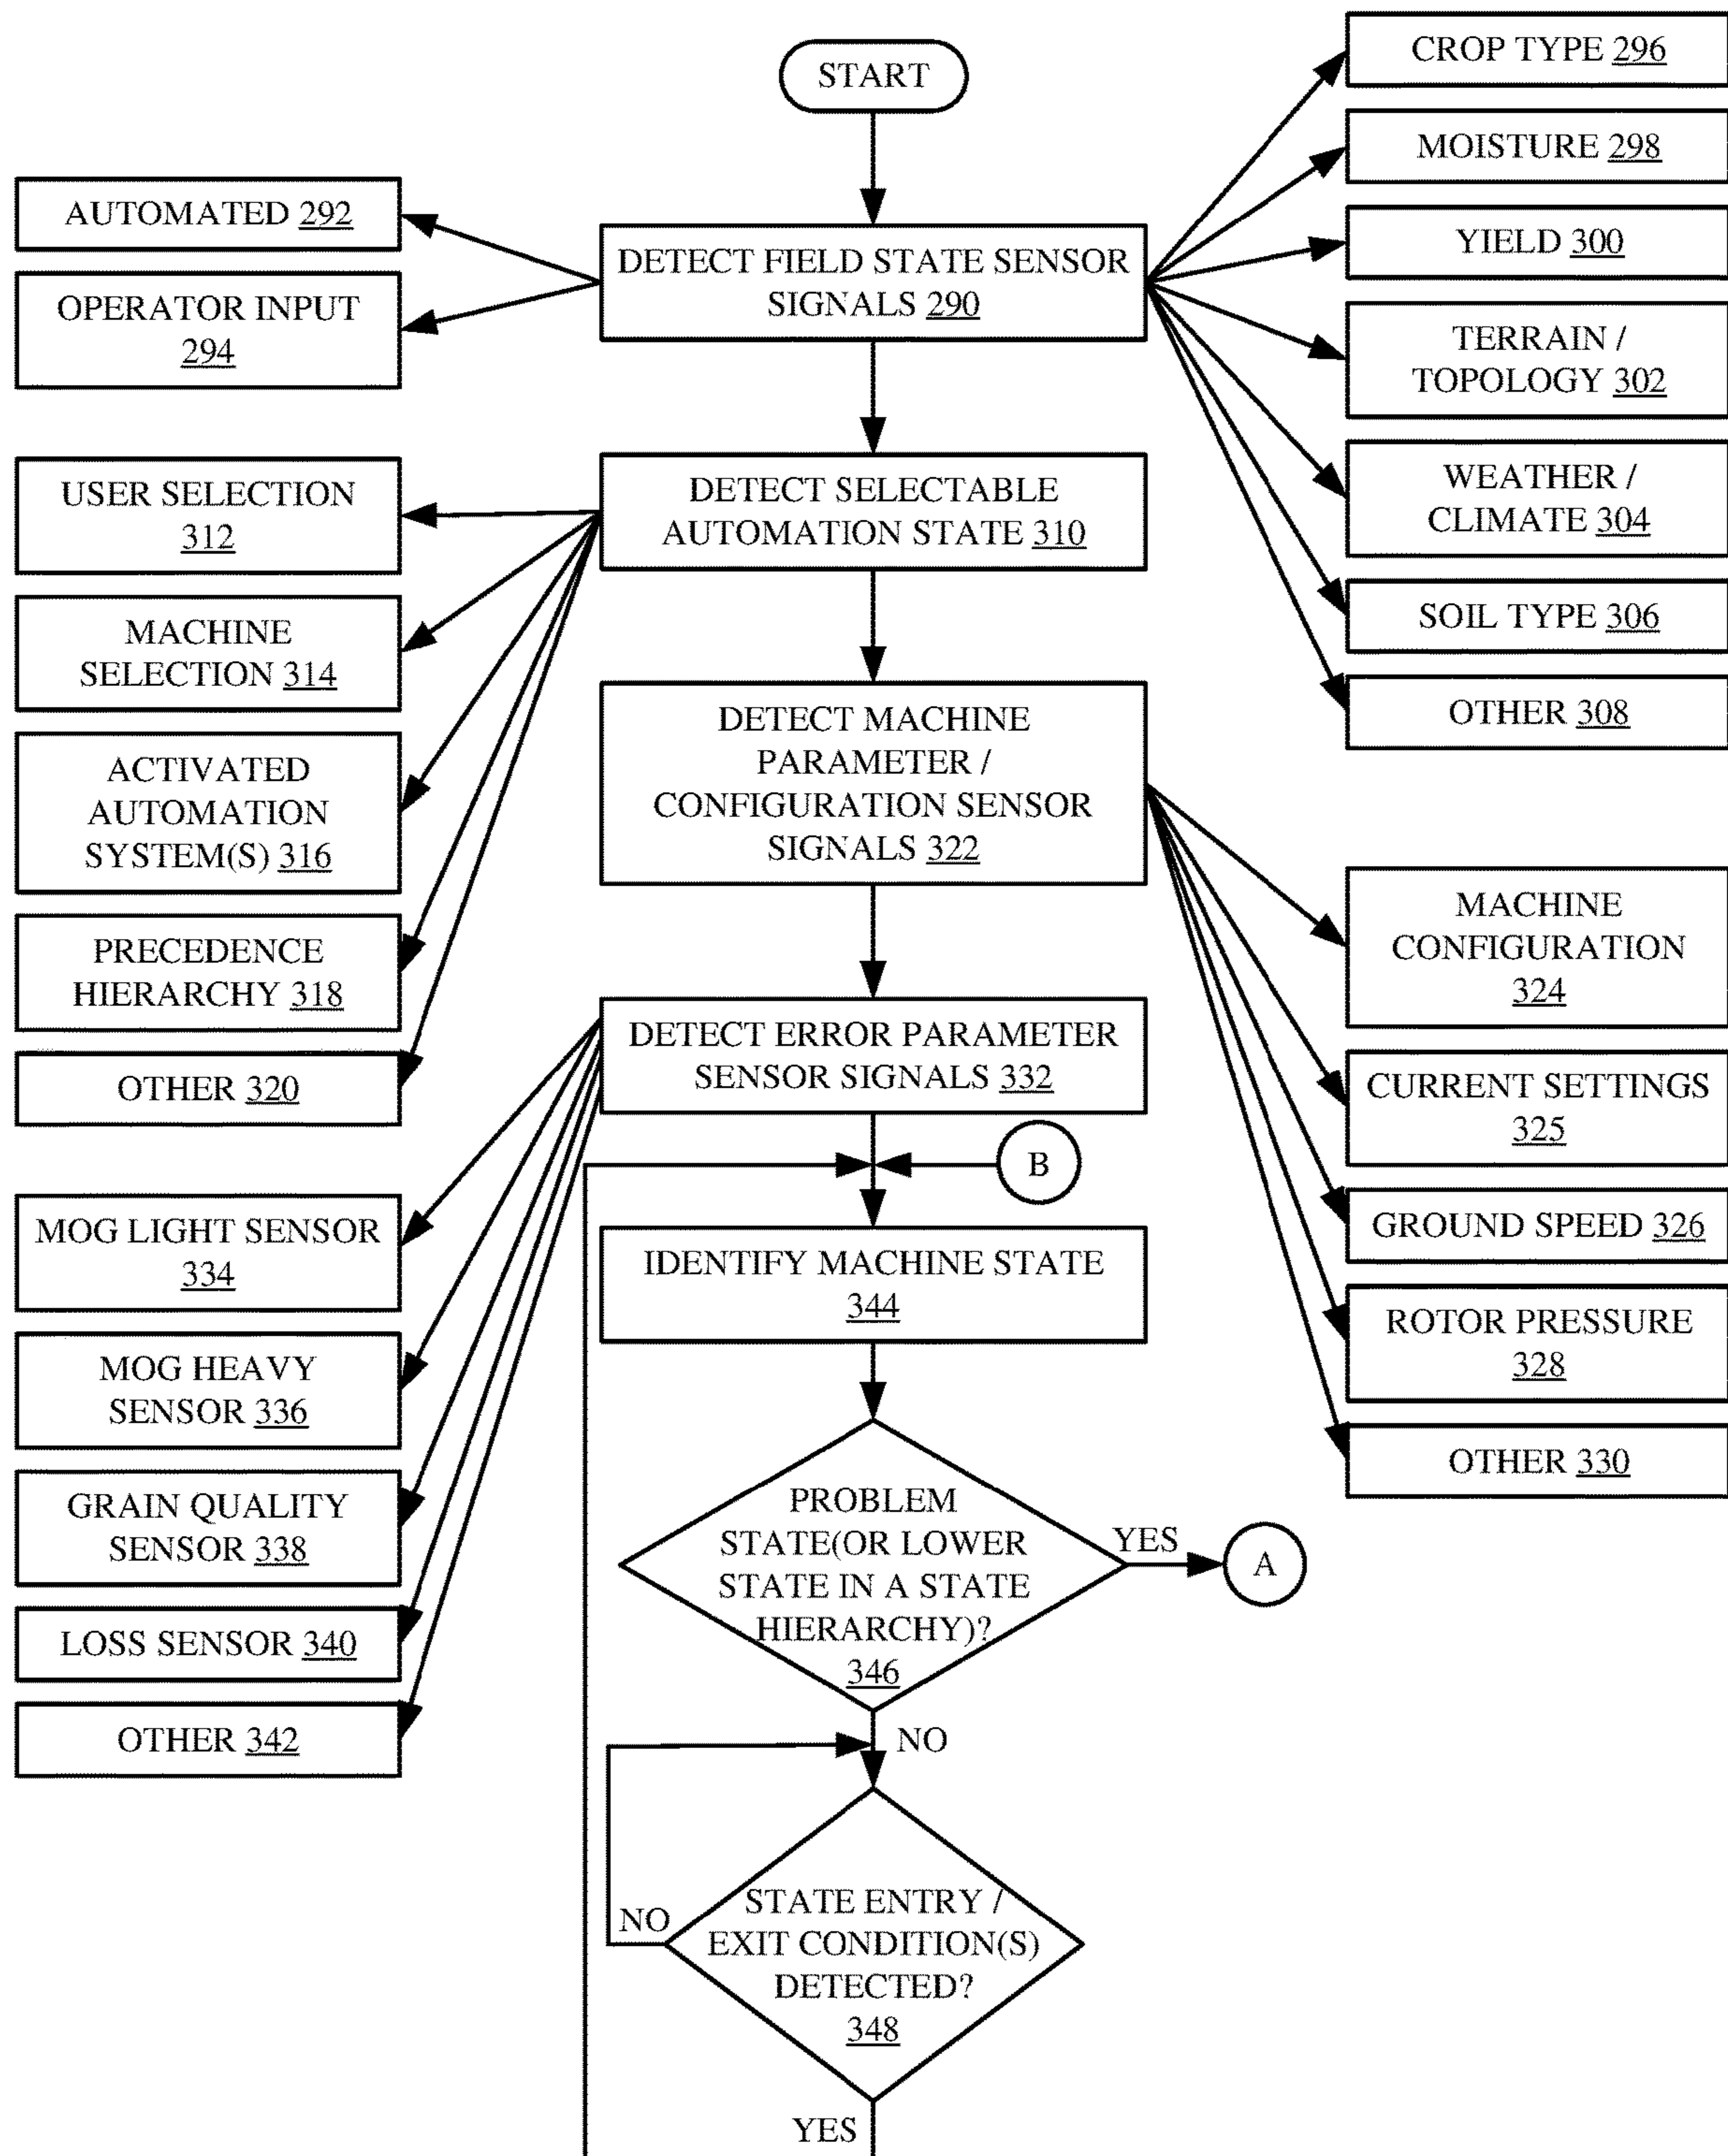 START
CROP TYPE 296
MOISTURE 298
YIELD 300
TERRAIN /
TOPOLOGY 302
WEATHER /
CLIMATE 304
SOIL TYPE 306
OTHER 308
AUTOMATED 292
OPERATOR INPUT
294
DETECT FIELD STATE SENSOR
SIGNALS 290
USER SELECTION
312
MACHINE
SELECTION 314
ACTIVATED
AUTOMATION
SYSTEM(S) 316
PRECEDENCE
HIERARCHY 318
OTHER 320
DETECT SELECTABLE
AUTOMATION STATE 310
DETECT MACHINE
PARAMETER /
CONFIGURATION SENSOR
SIGNALS 322
MACHINE
CONFIGURATION
324
CURRENT SETTINGS
325
GROUND SPEED 326
ROTOR PRESSURE
328
OTHER 330
DETECT ERROR PARAMETER
SENSOR SIGNALS 332
MOG LIGHT SENSOR
334
MOG HEAVY
SENSOR 336
GRAIN QUALITY
SENSOR 338
LOSS SENSOR 340
OTHER 342
B
IDENTIFY MACHINE STATE
344
PROBLEM
STATE(OR LOWER
STATE IN A STATE
HIERARCHY)?
346
YES
A
NO
STATE ENTRY /
EXIT CONDITION(S)
DETECTED?
348
NO
YES